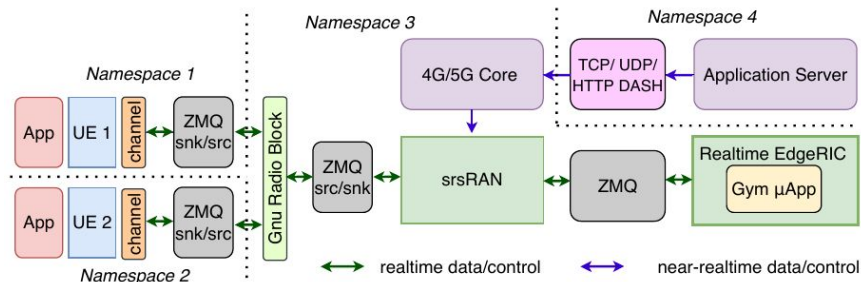 Namespace 1
Namespace 3
Namespace 4
App
UE 1
channel
ZMQ
snk/src
Gnu Radio Block
ZMQ
src/snk
4G/5G Core
TCP/ UDP/
HTTP DASH
Application Server
srsRAN
ZMQ
Realtime EdgeRIC
Gym μApp
App
UE 2
channel
ZMQ
snk/src
Namespace 2
realtime data/control
near-realtime data/control